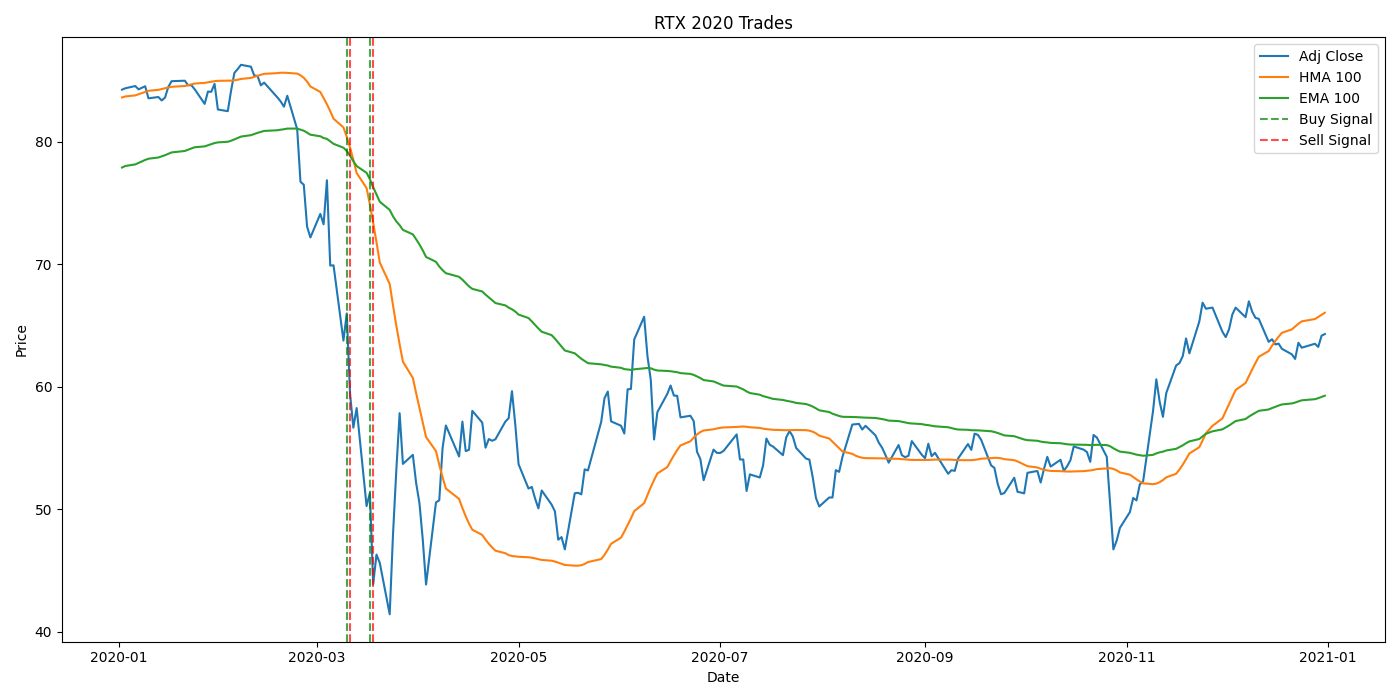 RTX 2020 Trades
Adj Close
HMA 100
EMA 100
Buy Signal
Sell Signal
Price
80
70
60
50
40
2020-01
2020-03
2020-05
2020-07
2020-09
2020-11
2021-01
Date